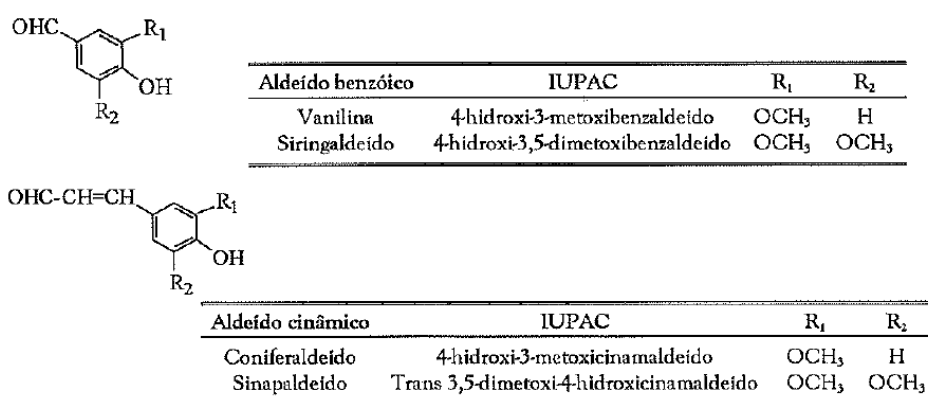 OHC
R₁
OH
R₂
Aldeído benzóico IUPAC R₁ R₂
Vanilina 4-hidroxi-3-metoxibenzaldeído OCH₃ H
Siringaldeído 4-hidroxi-3,5-dimetoxibenzaldeído OCH₃ OCH₃
OHC-CH=CH
R₁
OH
R₂
Aldeído cinâmico IUPAC R₁ R₂
Coniferaldeído 4-hidroxi-3-metoxicinamaldeído OCH₃ H
Sinapaldeído Trans 3,5-dimetoxi-4-hidroxicinamaldeído OCH₃ OCH₃